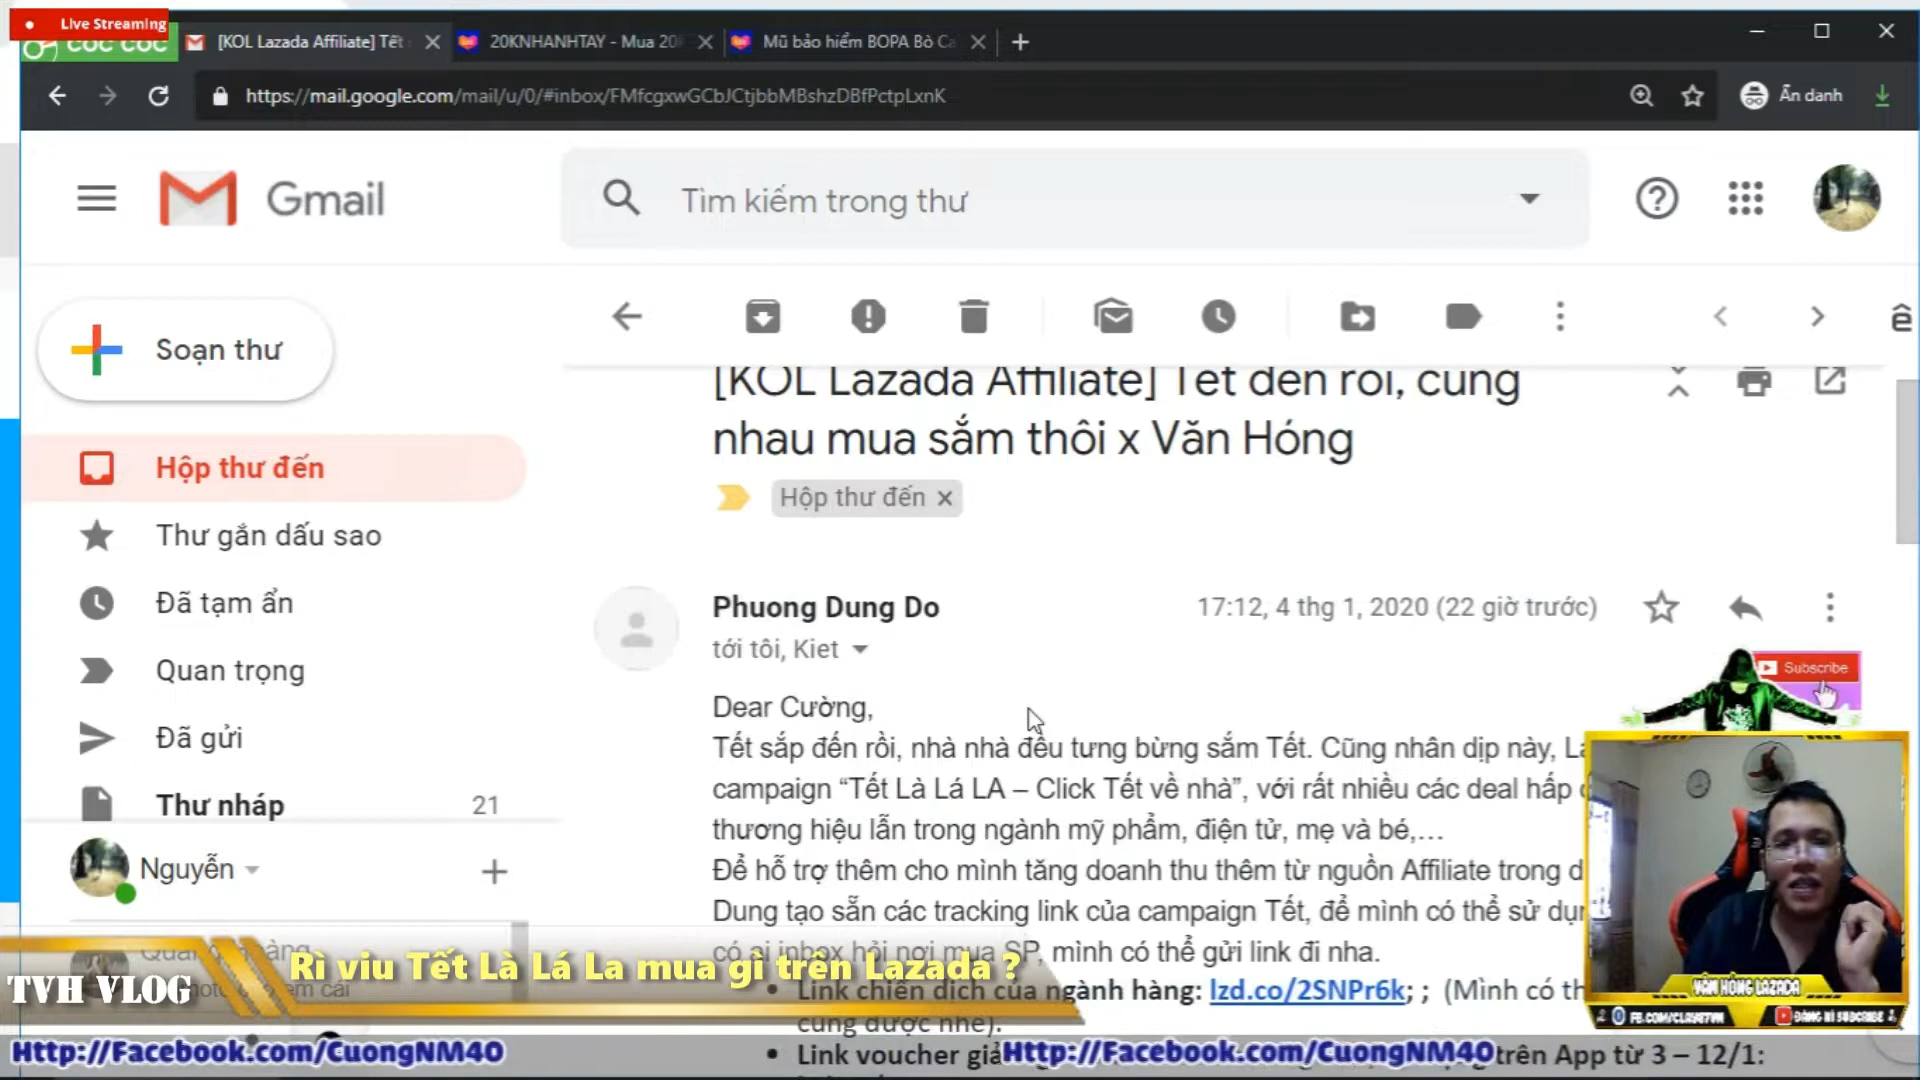 Live Streaming
CỐC CỐC
[KOL Lazada Affiliate] Tết
20KNHANHTAY - Mua 20
Mũ bảo hiểm BOPA Bò Ca
https://mail.google.com/mail/u/0/#inbox/FMfcgxwGCbJCtjbbMBshzDBfPctpLxnK
Ẩn danh
Gmail
Tìm kiếm trong thư
Soạn thư
[KOL Lazada Affiliate] Tết đến rồi, cùng
nhau mua sắm thôi x Văn Hóng
Hộp thư đến
Hộp thư đến
Thư gắn dấu sao
Đã tạm ẩn
Quan trọng
Đã gửi
Thư nháp 21
Nguyễn
Phuong Dung Do
17:12, 4 thg 1, 2020 (22 giờ trước)
tới tôi, Kiet
Dear Cường,
Tết sắp đến rồi, nhà nhà đều tưng bừng sắm Tết. Cũng nhân dịp này, La
campaign “Tết Là Lá LA – Click Tết về nhà”, với rất nhiều các deal hấp
thương hiệu lẫn trong ngành mỹ phẩm, điện tử, mẹ và bé,…
Để hỗ trợ thêm cho mình tăng doanh thu thêm từ nguồn Affiliate trong d
Dung tạo sẵn các tracking link của campaign Tết, để mình có thể sử dụn
có ai inbox hỏi nơi mua SP, mình có thể gửi link đi nha.
Link chiến dịch của ngành hàng: lzd.co/2SNPr6k; ; (Mình có th
cũng được nhé).
Link voucher giả
trên App từ 3 – 12/1:
Subscribe
TVH VLOG
Rì viu Tết Là Lá La mua gì trên Lazada ?
VĂN HÓNG LAZADA
ĐĂNG KÍ SUBCRIBE
Http://Facebook.com/CuongNM40
Http://Facebook.com/CuongNM40